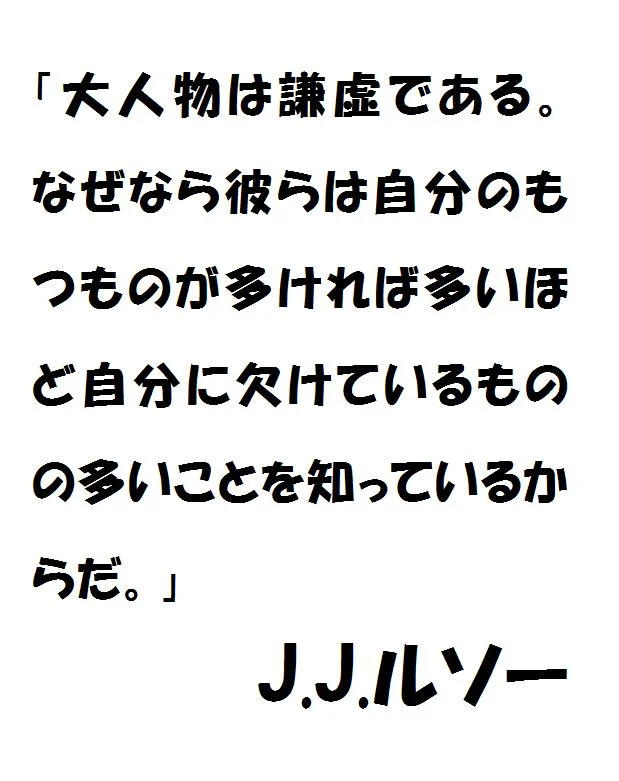 「大人物は謙虚である。
なぜなら彼らは自分のも
つものが多ければ多いほ
ど自分に欠けているもの
の多いことを知っているか
らだ。」
J.J.ルソー